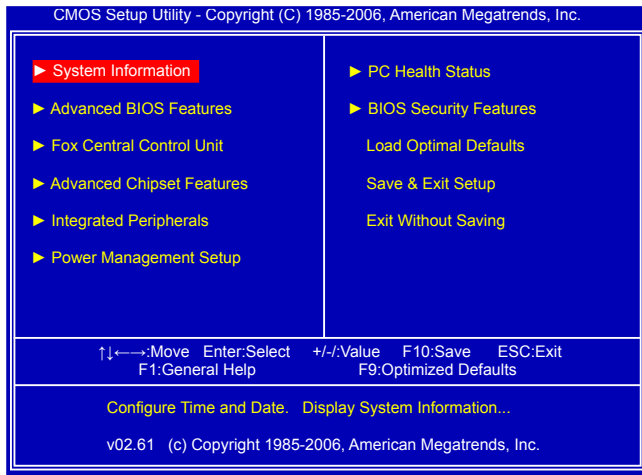 CMOS Setup Utility - Copyright (C) 1985-2006, American Megatrends, Inc.
► System Information
► Advanced BIOS Features
► Fox Central Control Unit
► Advanced Chipset Features
► Integrated Peripherals
► Power Management Setup
► PC Health Status
► BIOS Security Features
Load Optimal Defaults
Save & Exit Setup
Exit Without Saving
↑↓←→:Move Enter:Select +/-/:Value F10:Save ESC:Exit
F1:General Help F9:Optimized Defaults
Configure Time and Date. Display System Information...
v02.61 (c) Copyright 1985-2006, American Megatrends, Inc.